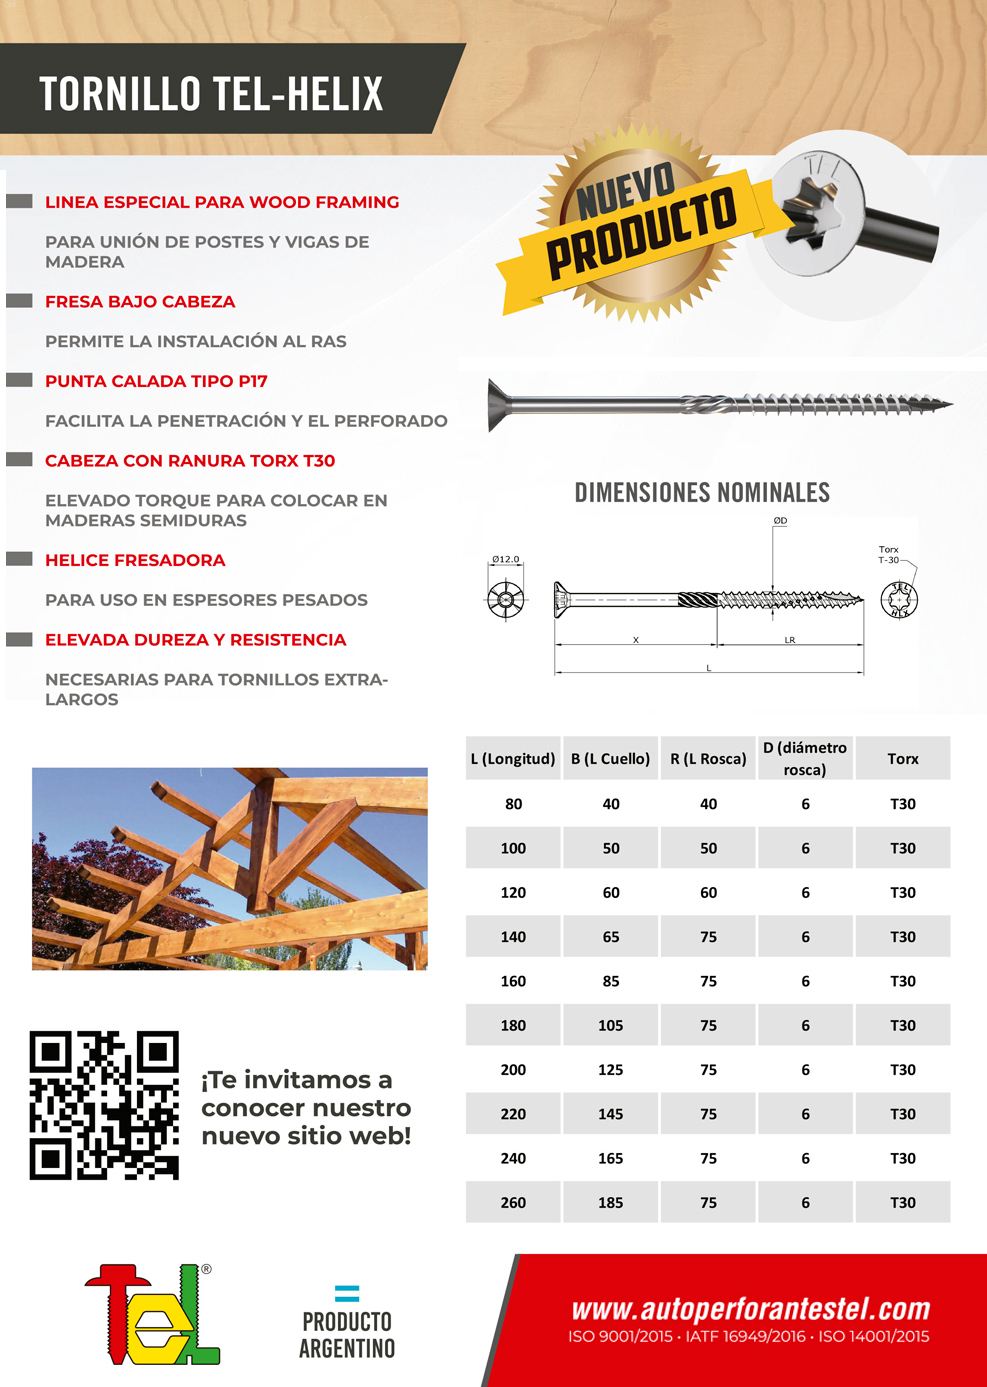 TORNILLO TEL-HELIX
NUEVO
PRODUCTO
TEL
LINEA ESPECIAL PARA WOOD FRAMING
PARA UNIÓN DE POSTES Y VIGAS DE
MADERA
FRESA BAJO CABEZA
PERMITE LA INSTALACIÓN AL RAS
PUNTA CALADA TIPO P17
FACILITA LA PENETRACIÓN Y EL PERFORADO
CABEZA CON RANURA TORX T30
ELEVADO TORQUE PARA COLOCAR EN
MADERAS SEMIDURAS
HELICE FRESADORA
PARA USO EN ESPESORES PESADOS
ELEVADA DUREZA Y RESISTENCIA
NECESARIAS PARA TORNILLOS EXTRA-
LARGOS
DIMENSIONES NOMINALES
ØD
Ø12.0
Torx
T-30
TEL
HLX
X
LR
L
L (Longitud) B (L Cuello) R (L Rosca) D (diámetro rosca) Torx
80 40 40 6 T30
100 50 50 6 T30
120 60 60 6 T30
140 65 75 6 T30
160 85 75 6 T30
180 105 75 6 T30
200 125 75 6 T30
220 145 75 6 T30
240 165 75 6 T30
260 185 75 6 T30
¡Te invitamos a
conocer nuestro
nuevo sitio web!
TeL ®
PRODUCTO
ARGENTINO
www.autoperforantestel.com
ISO 9001/2015 • IATF 16949/2016 • ISO 14001/2015